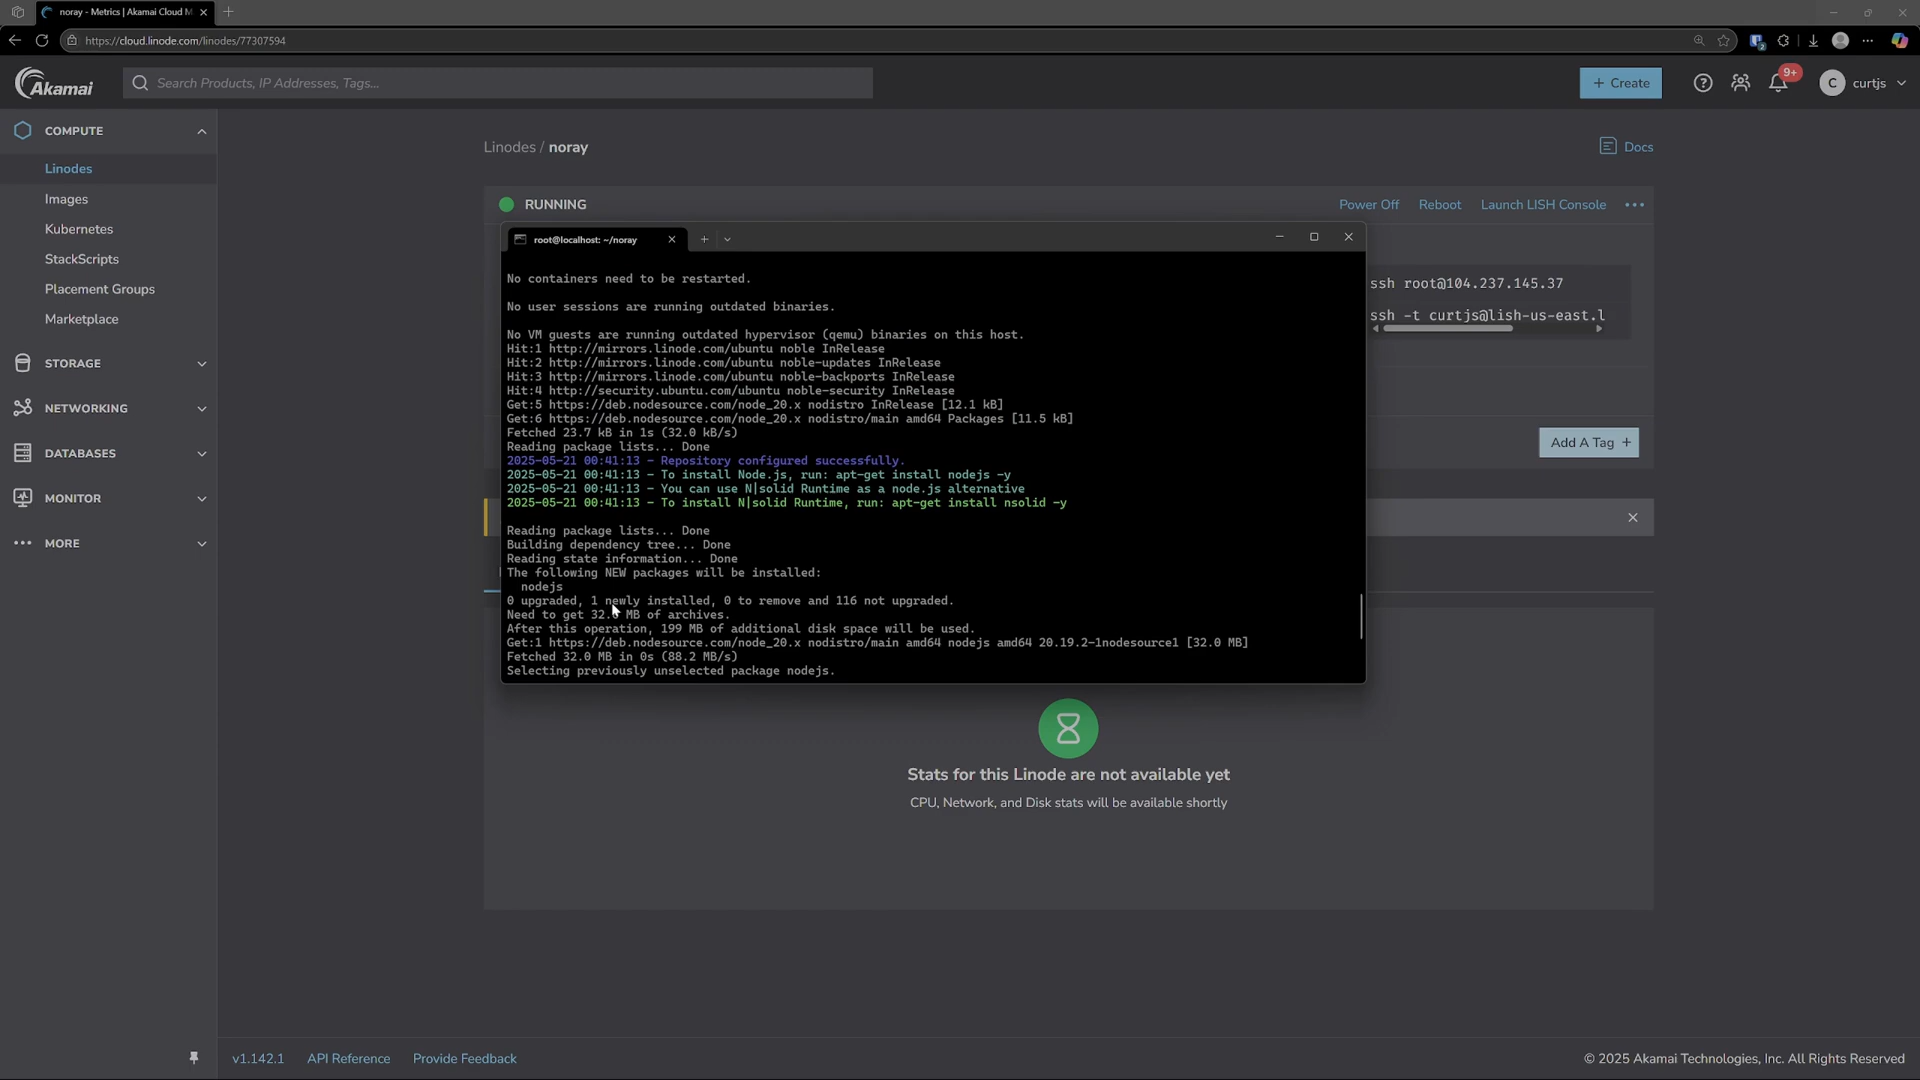 noray - Metrics | Akamai Cloud M
https://cloud.linode.com/linodes/77307594
Akamai
Search Products, IP Addresses, Tags...
+ Create
9+
C
curtjs
COMPUTE
Linodes
Images
Kubernetes
StackScripts
Placement Groups
Marketplace
STORAGE
NETWORKING
DATABASES
MONITOR
MORE
Linodes / noray
Docs
RUNNING
Power Off
Reboot
Launch LISH Console
ssh root@104.237.145.37
ssh -t curtjs@lish-us-east.l
Add A Tag +
root@localhost: ~/noray
No containers need to be restarted.
No user sessions are running outdated binaries.
No VM guests are running outdated hypervisor (qemu) binaries on this host.
Hit:1 http://mirrors.linode.com/ubuntu noble InRelease
Hit:2 http://mirrors.linode.com/ubuntu noble-updates InRelease
Hit:3 http://mirrors.linode.com/ubuntu noble-backports InRelease
Hit:4 http://security.ubuntu.com/ubuntu noble-security InRelease
Get:5 https://deb.nodesource.com/node_20.x nodistro InRelease [12.1 kB]
Get:6 https://deb.nodesource.com/node_20.x nodistro/main amd64 Packages [11.5 kB]
Fetched 23.7 kB in 1s (32.0 kB/s)
Reading package lists... Done
2025-05-21 00:41:13 - Repository configured successfully.
2025-05-21 00:41:13 - To install Node.js, run: apt-get install nodejs -y
2025-05-21 00:41:13 - You can use N|solid Runtime as a node.js alternative
2025-05-21 00:41:13 - To install N|solid Runtime, run: apt-get install nsolid -y
Reading package lists... Done
Building dependency tree... Done
Reading state information... Done
The following NEW packages will be installed:
nodejs
0 upgraded, 1 newly installed, 0 to remove and 116 not upgraded.
Need to get 32.0 MB of archives.
After this operation, 199 MB of additional disk space will be used.
Get:1 https://deb.nodesource.com/node_20.x nodistro/main amd64 nodejs amd64 20.19.2-1nodesource1 [32.0 MB]
Fetched 32.0 MB in 0s (88.2 MB/s)
Selecting previously unselected package nodejs.
Stats for this Linode are not available yet
CPU, Network, and Disk stats will be available shortly
v1.142.1
API Reference
Provide Feedback
© 2025 Akamai Technologies, Inc. All Rights Reserved